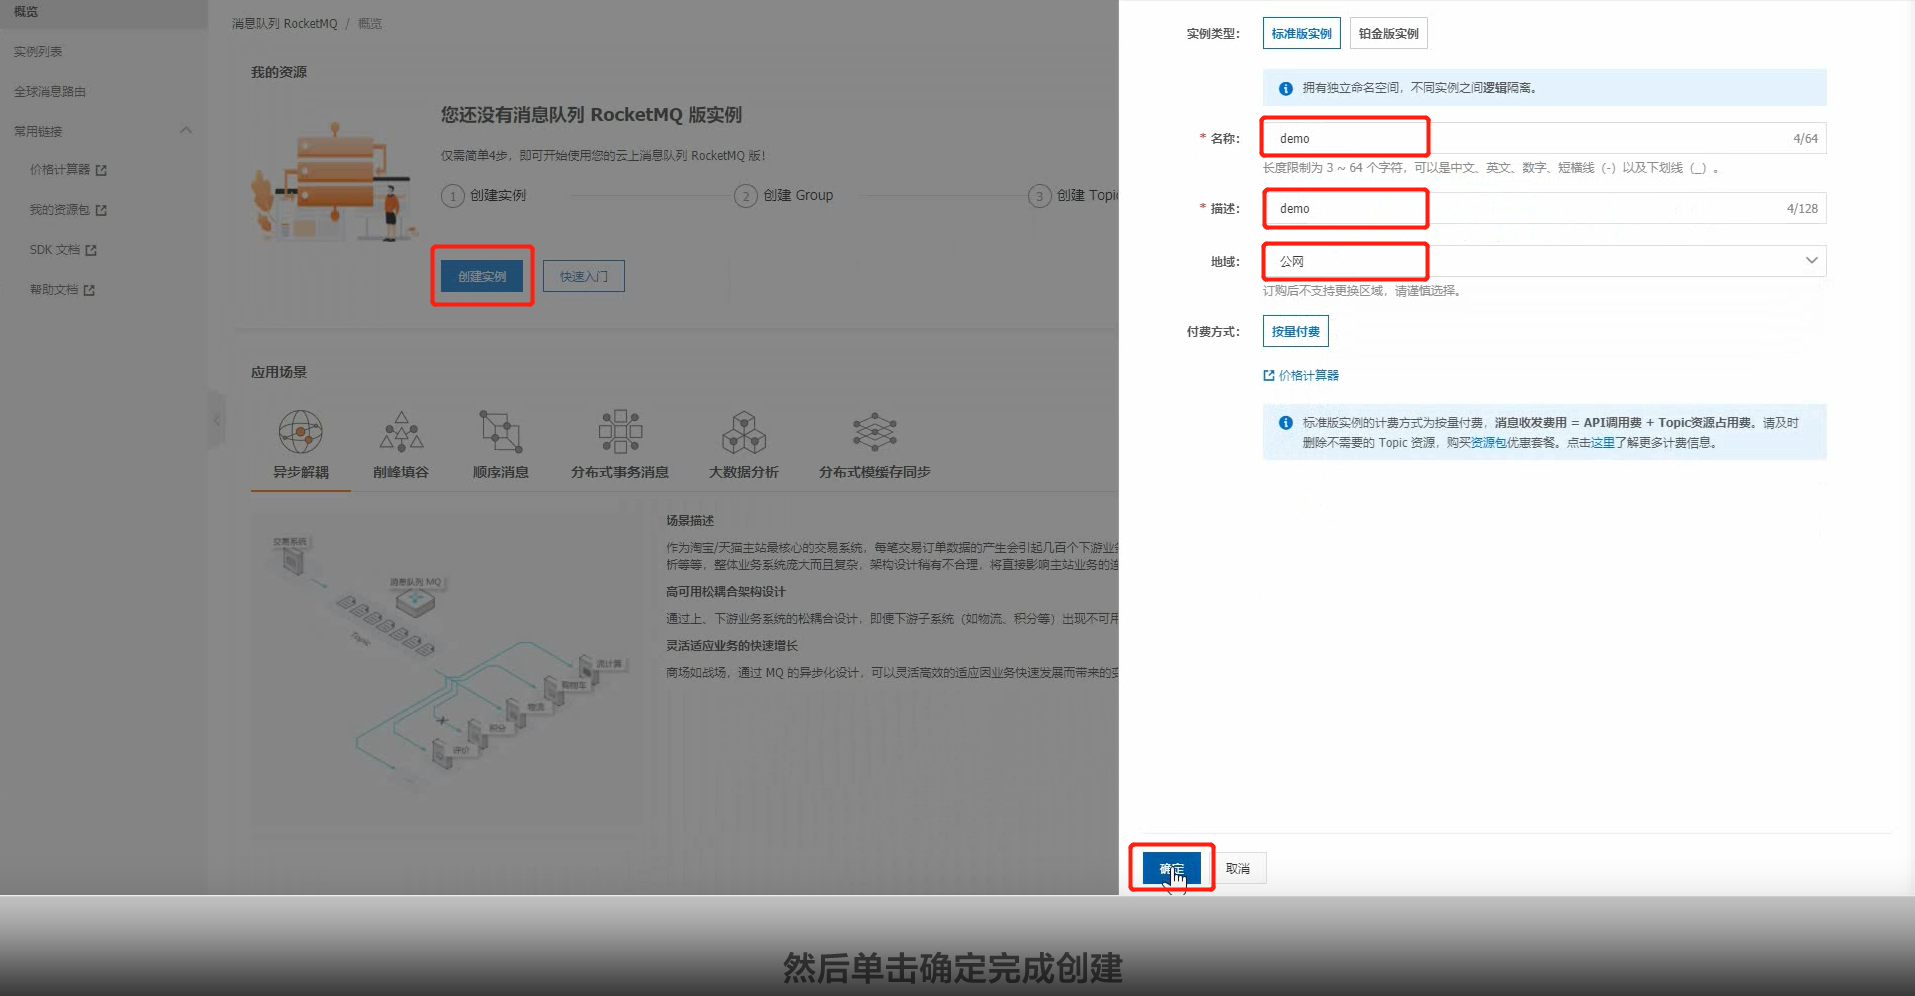 概览
实例列表
全球消息路由
常用链接
价格计算器
我的资源包
SDK 文档
帮助文档
消息队列 RocketMQ / 概览
我的资源
您还没有消息队列 RocketMQ 版实例
仅需简单4步，即可开始使用您的云上消息队列 RocketMQ 版！
1 创建实例
2 创建 Group
3 创建 Topic
创建实例 快速入门
应用场景
异步解耦 削峰填谷 顺序消息 分布式事务消息 大数据分析 分布式模缓存同步
交易系统
消息队列 MQ
Topic
流计算
购物车
物流
积分
评价
场景描述
作为淘宝/天猫主站最核心的交易系统，每笔交易订单数据的产生会引起几百个下游业务
析等等，整体业务系统庞大而且复杂，架构设计稍有不合理，将直接影响主站业务的连
高可用松耦合架构设计
通过上、下游业务系统的松耦合设计，即便下游子系统（如物流、积分等）出现不可用
灵活适应业务的快速增长
商场如战场，通过 MQ 的异步化设计，可以灵活高效的适应因业务快速发展而带来的变
实例类型： 标准版实例 铂金版实例
拥有独立命名空间，不同实例之间逻辑隔离。
* 名称： demo 4/64
长度限制为 3 ~ 64 个字符，可以是中文、英文、数字、短横线（-）以及下划线（_）。
* 描述： demo 4/128
地域： 公网
订购后不支持更换区域，请谨慎选择。
付费方式： 按量付费
价格计算器
标准版实例的计费方式为按量付费，消息收发费用 = API调用费 + Topic资源占用费。请及时
删除不需要的 Topic 资源，购买资源包优惠套餐。点击这里了解更多计费信息。
确定 取消
然后单击确定完成创建